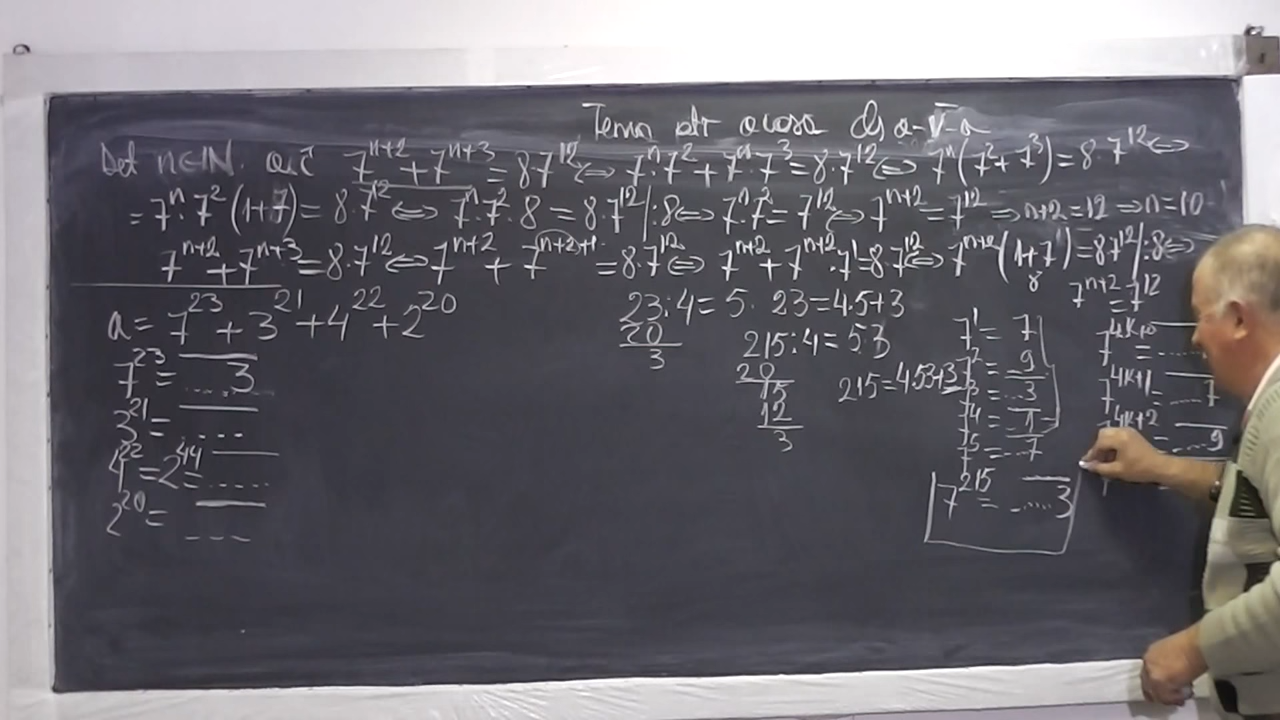 Tema ptr acasa cls a-V-a
Det n∈ℕ a.î 7^{n+2} + 7^{n+3} = 8·7^{12} ⇔ 7^n·7^2 + 7^n·7^3 = 8·7^{12} ⇔ 7^n(7^2 + 7^3) = 8·7^{12} ⇔
= 7^n·7^2(1+7) = 8·7^{12} ⇔ 7^n·7^2·8 = 8·7^{12} |:8 ⇔ 7^n·7^2 = 7^{12} ⇔ 7^{n+2} = 7^{12} ⇒ n+2=12 ⇒ n=10
7^{n+2} + 7^{n+3} = 8·7^{12} ⇔ 7^{n+2} + 7^{n+2+1} = 8·7^{12} ⇔ 7^{n+2} + 7^{n+2}·7^1 = 8·7^{12} ⇔ 7^{n+2}(1+7^1) = 8·7^{12} |:8 ⇔
8
7^{n+2} = 7^{12}
a = 7^{23} + 3^{21} + 4^{22} + 2^{20}
7^{23} = ....3
3^{21} = ....
4^{22} = 2^{44} = .....
2^{20} = ....
23:4 = 5
20
3
23 = 4·5+3
215:4 = 53
20
15
12
3
215 = 4·53+3
7^1 = 7
7^2 = ..9
7^3 = ...3
7^4 = ...1
7^5 = ...7
7^{215} = .....3
7^{4k+0} = .....
7^{4k+1} = ....7
7^{4k+2} = ....9